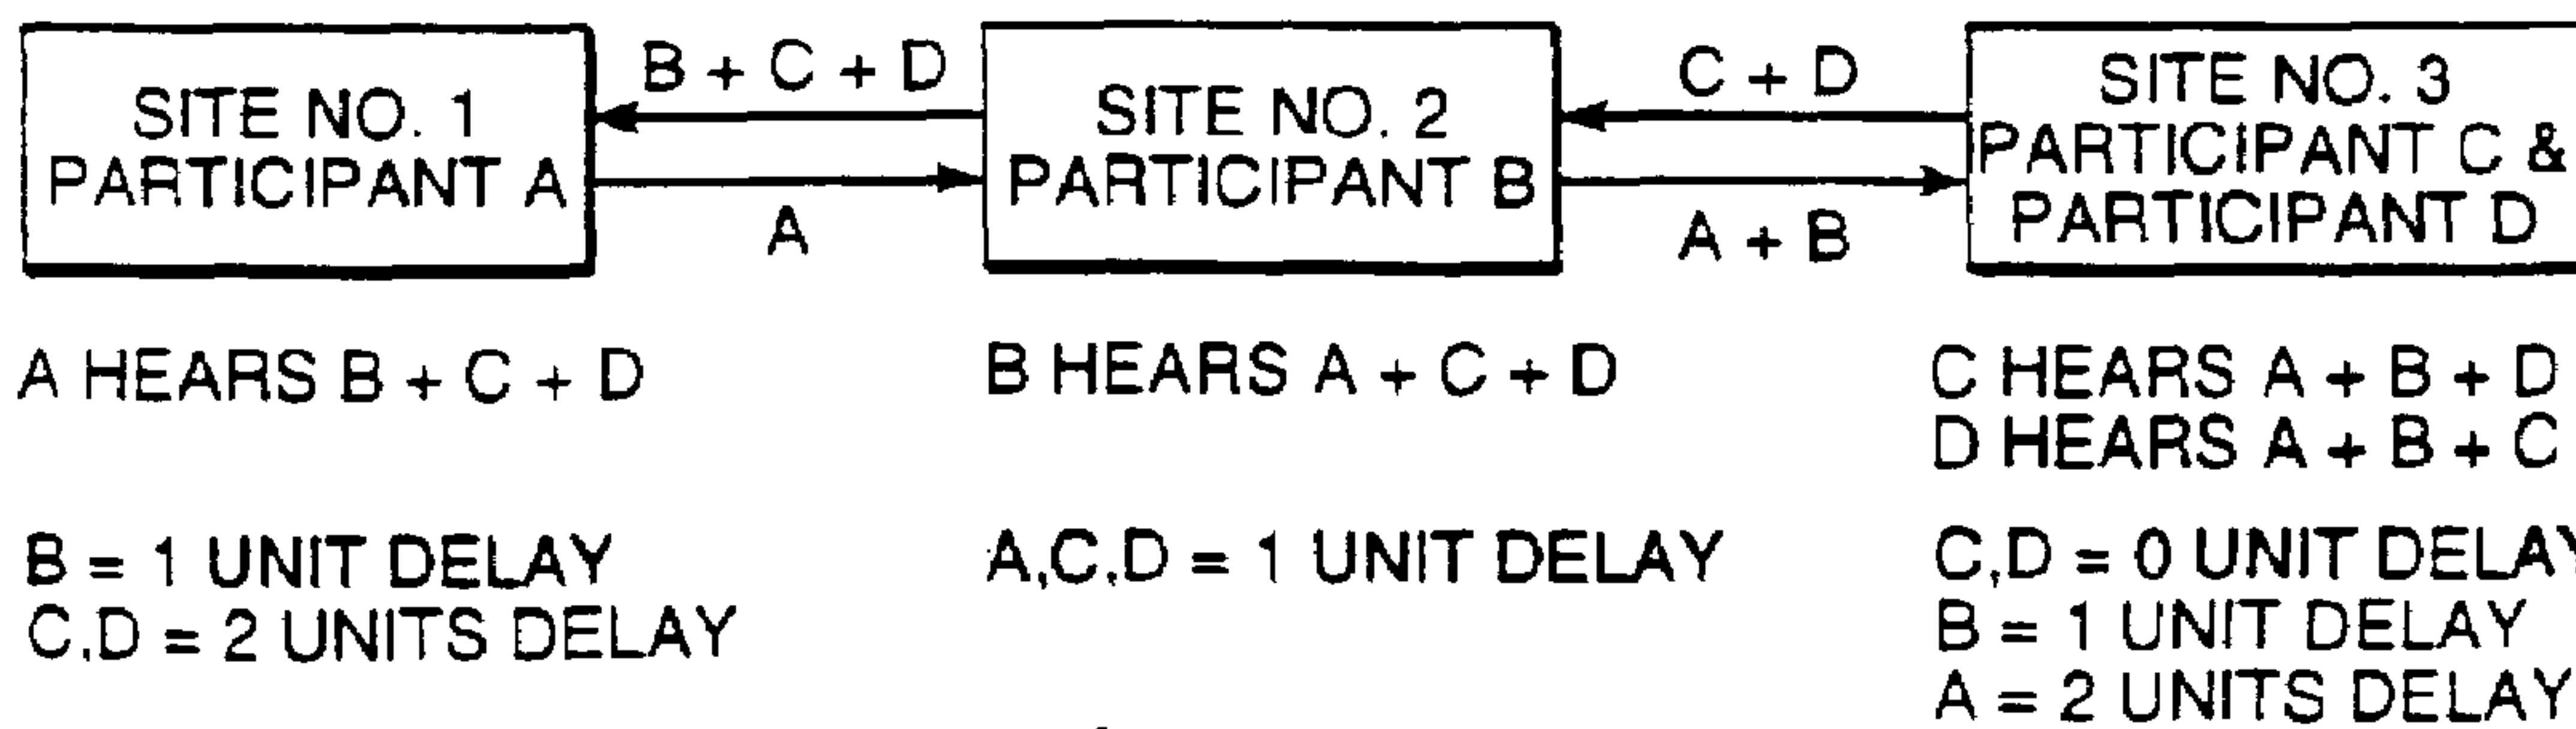 SITE NO. 1
PARTICIPANT A
B + C + D
A
SITE NO. 2
PARTICIPANT B
C + D
A + B
SITE NO. 3
PARTICIPANT C &
PARTICIPANT D
A HEARS B + C + D
B HEARS A + C + D
C HEARS A + B + D
D HEARS A + B + C
B = 1 UNIT DELAY
C,D = 2 UNITS DELAY
A,C,D = 1 UNIT DELAY
C,D = 0 UNIT DELAY
B = 1 UNIT DELAY
A = 2 UNITS DELAY